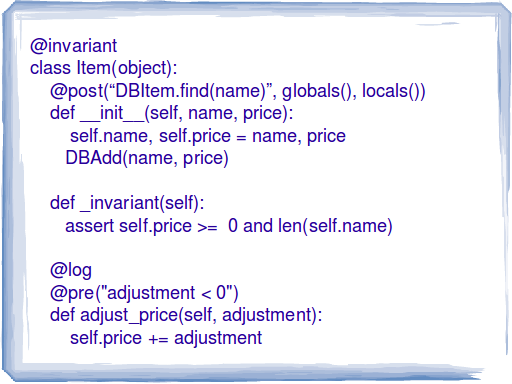 @invariant
class Item(object):
@post(“DBItem.find(name)”, globals(), locals())
def __init__(self, name, price):
self.name, self.price = name, price
DBAdd(name, price)
def _invariant(self):
assert self.price >=  0 and len(self.name)
@log
@pre("adjustment < 0")
def adjust_price(self, adjustment):
self.price += adjustment